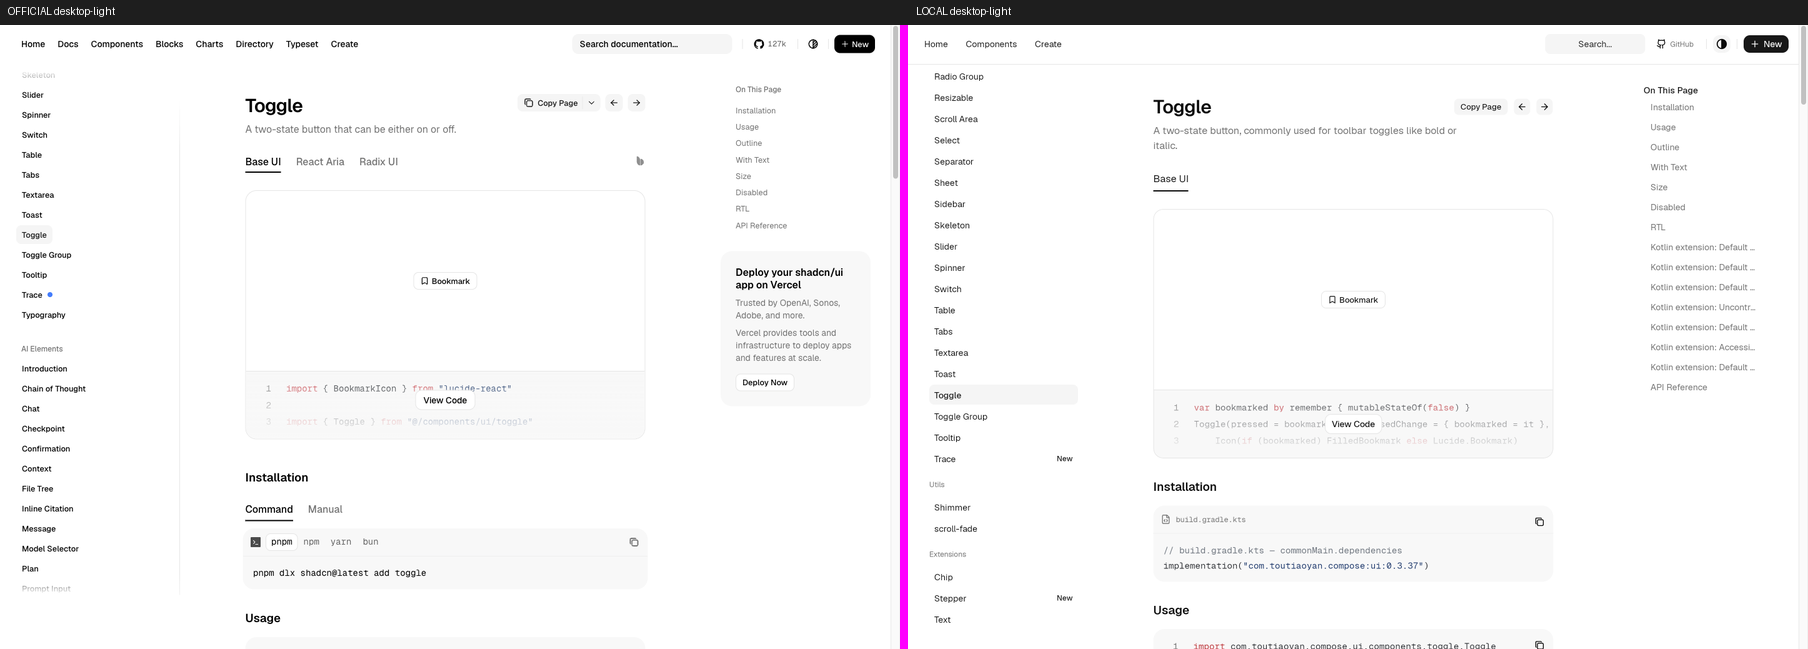 OFFICIAL desktop-light
Home Docs Components Blocks Charts Directory Typeset Create
Search documentation...
127k
+ New
Skeleton
Slider
Spinner
Switch
Table
Tabs
Textarea
Toast
Toggle
Toggle Group
Tooltip
Trace
Typography
AI Elements
Introduction
Chain of Thought
Chat
Checkpoint
Confirmation
Context
File Tree
Inline Citation
Message
Model Selector
Plan
Prompt Input
Toggle
Copy Page
A two-state button that can be either on or off.
Base UI React Aria Radix UI
Bookmark
1 import { BookmarkIcon } from "lucide-react"
2
View Code
3 import { Toggle } from "@/components/ui/toggle"
Installation
Command Manual
pnpm npm yarn bun
pnpm dlx shadcn@latest add toggle
Usage
On This Page
Installation
Usage
Outline
With Text
Size
Disabled
RTL
API Reference
Deploy your shadcn/ui
app on Vercel
Trusted by OpenAI, Sonos,
Adobe, and more.
Vercel provides tools and
infrastructure to deploy apps
and features at scale.
Deploy Now
LOCAL desktop-light
Home Components Create
Search...
GitHub
+ New
Radio Group
Resizable
Scroll Area
Select
Separator
Sheet
Sidebar
Skeleton
Slider
Spinner
Switch
Table
Tabs
Textarea
Toast
Toggle
Toggle Group
Tooltip
Trace New
Utils
Shimmer
scroll-fade
Extensions
Chip
Stepper New
Text
Toggle
Copy Page
A two-state button, commonly used for toolbar toggles like bold or
italic.
Base UI
Bookmark
1 var bookmarked by remember { mutableStateOf(false) }
2 Toggle(pressed = bookmark View Code sedChange = { bookmarked = it },
3 Icon(if (bookmarked) FilledBookmark else Lucide.Bookmark)
Installation
build.gradle.kts
// build.gradle.kts — commonMain.dependencies
implementation("com.toutiaoyan.compose:ui:0.3.37")
Usage
1 import com.toutiaoyan.compose.ui.components.toggle.Toggle
On This Page
Installation
Usage
Outline
With Text
Size
Disabled
RTL
Kotlin extension: Default ...
Kotlin extension: Default ...
Kotlin extension: Default ...
Kotlin extension: Uncontr...
Kotlin extension: Default ...
Kotlin extension: Accessi...
Kotlin extension: Default ...
API Reference